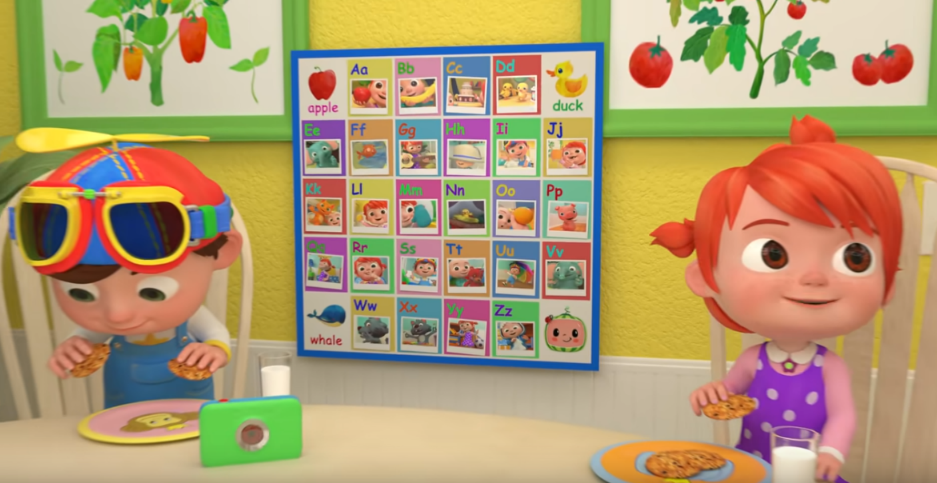 Aa Bb Cc Dd
apple duck
Ee Ff Gg Hh Ii Jj
Kk Ll Mm Nn Oo Pp
Qq Rr Ss Tt Uu Vv
Ww Xx Yy Zz
whale